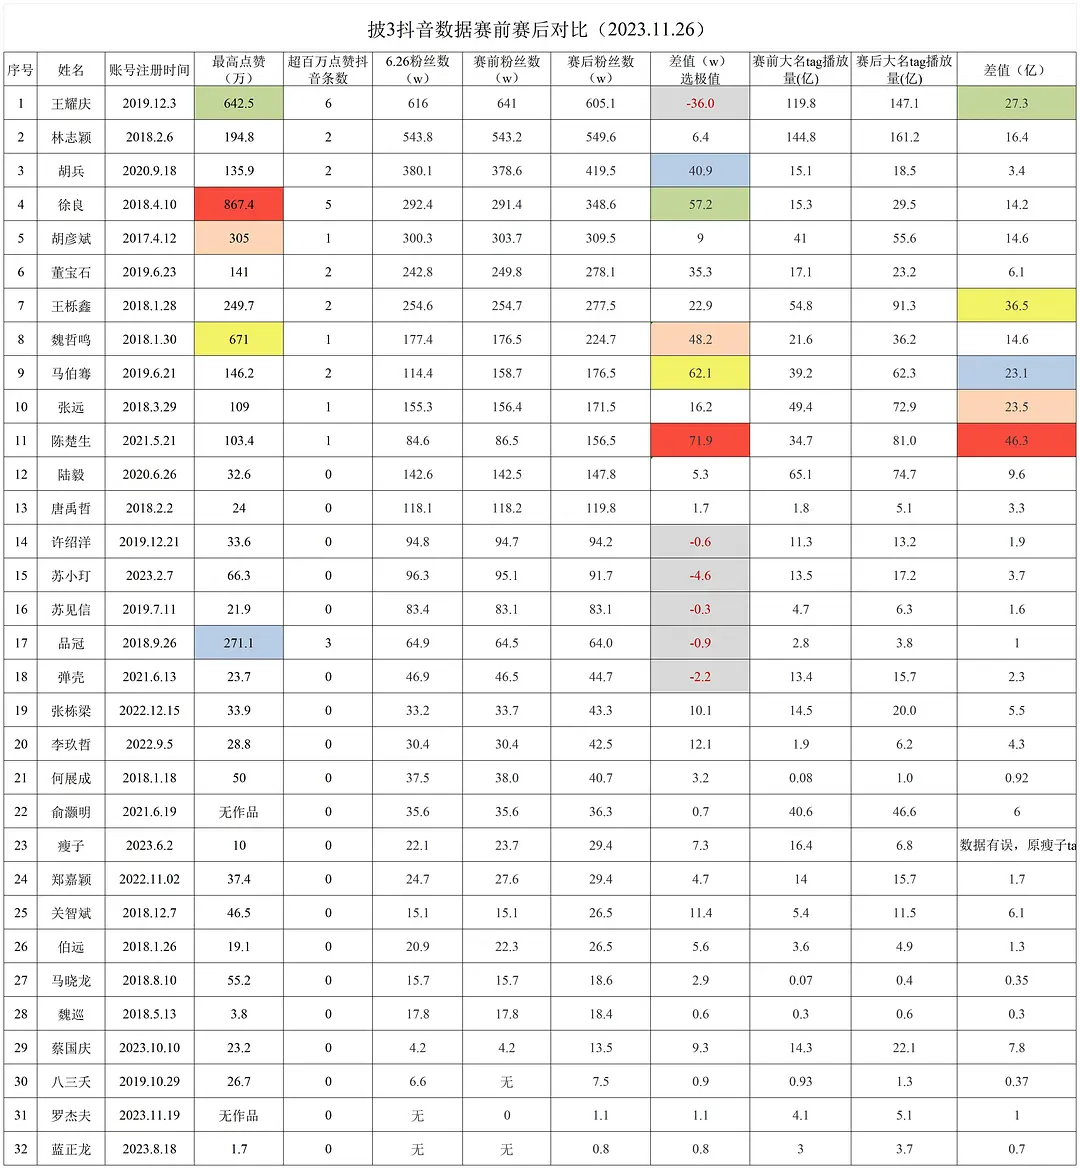 披3抖音数据赛前赛后对比（2023.11.26）
序号 姓名 账号注册时间 最高点赞（万） 超百万点赞抖音条数 6.26粉丝数（w） 赛前粉丝数（w） 赛后粉丝数（w） 差值（w）选极值 赛前大名tag播放量(亿) 赛后大名tag播放量(亿) 差值（亿）
1 王耀庆 2019.12.3 642.5 6 616 641 605.1 -36.0 119.8 147.1 27.3
2 林志颖 2018.2.6 194.8 2 543.8 543.2 549.6 6.4 144.8 161.2 16.4
3 胡兵 2020.9.18 135.9 2 380.1 378.6 419.5 40.9 15.1 18.5 3.4
4 徐良 2018.4.10 867.4 5 292.4 291.4 348.6 57.2 15.3 29.5 14.2
5 胡彦斌 2017.4.12 305 1 300.3 303.7 309.5 9 41 55.6 14.6
6 董宝石 2019.6.23 141 2 242.8 249.8 278.1 35.3 17.1 23.2 6.1
7 王栎鑫 2018.1.28 249.7 2 254.6 254.7 277.5 22.9 54.8 91.3 36.5
8 魏哲鸣 2018.1.30 671 1 177.4 176.5 224.7 48.2 21.6 36.2 14.6
9 马伯骞 2019.6.21 146.2 2 114.4 158.7 176.5 62.1 39.2 62.3 23.1
10 张远 2018.3.29 109 1 155.3 156.4 171.5 16.2 49.4 72.9 23.5
11 陈楚生 2021.5.21 103.4 1 84.6 86.5 156.5 71.9 34.7 81.0 46.3
12 陆毅 2020.6.26 32.6 0 142.6 142.5 147.8 5.3 65.1 74.7 9.6
13 唐禹哲 2018.2.2 24 0 118.1 118.2 119.8 1.7 1.8 5.1 3.3
14 许绍洋 2019.12.21 33.6 0 94.8 94.7 94.2 -0.6 11.3 13.2 1.9
15 苏小玎 2023.2.7 66.3 0 96.3 95.1 91.7 -4.6 13.5 17.2 3.7
16 苏见信 2019.7.11 21.9 0 83.4 83.1 83.1 -0.3 4.7 6.3 1.6
17 品冠 2018.9.26 271.1 3 64.9 64.5 64.0 -0.9 2.8 3.8 1
18 弹壳 2021.6.13 23.7 0 46.9 46.5 44.7 -2.2 13.4 15.7 2.3
19 张栋梁 2022.12.15 33.9 0 33.2 33.7 43.3 10.1 14.5 20.0 5.5
20 李玖哲 2022.9.5 28.8 0 30.4 30.4 42.5 12.1 1.9 6.2 4.3
21 何展成 2018.1.18 50 0 37.5 38.0 40.7 3.2 0.08 1.0 0.92
22 俞灏明 2021.6.19 无作品 0 35.6 35.6 36.3 0.7 40.6 46.6 6
23 瘦子 2023.6.2 10 0 22.1 23.7 29.4 7.3 16.4 6.8 数据有误，原瘦子ta
24 郑嘉颖 2022.11.02 37.4 0 24.7 27.6 29.4 4.7 14 15.7 1.7
25 关智斌 2018.12.7 46.5 0 15.1 15.1 26.5 11.4 5.4 11.5 6.1
26 伯远 2018.1.26 19.1 0 20.9 22.3 26.5 5.6 3.6 4.9 1.3
27 马晓龙 2018.8.10 55.2 0 15.7 15.7 18.6 2.9 0.07 0.4 0.35
28 魏巡 2018.5.13 3.8 0 17.8 17.8 18.4 0.6 0.3 0.6 0.3
29 蔡国庆 2023.10.10 23.2 0 4.2 4.2 13.5 9.3 14.3 22.1 7.8
30 八三夭 2019.10.29 26.7 0 6.6 无 7.5 0.9 0.93 1.3 0.37
31 罗杰夫 2023.11.19 无作品 0 无 0 1.1 1.1 4.1 5.1 1
32 蓝正龙 2023.8.18 1.7 0 无 无 0.8 0.8 3 3.7 0.7